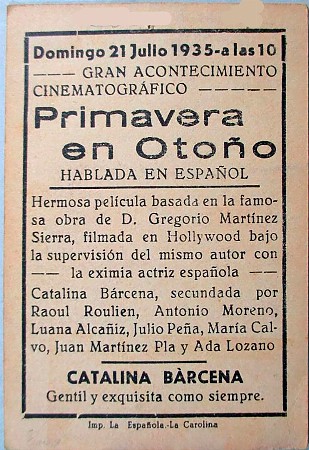 Domingo 21 Julio 1935-a las 10
——— GRAN ACONTECIMIENTO
CINEMATOGRÁFICO —————
Primavera
en Otoño
HABLADA EN ESPAÑOL
Hermosa película basada en la famo-
sa obra de D. Gregorio Martínez
Sierra, filmada en Hollywood bajo
la supervisión del mismo autor con
—— la eximia actriz española ——
Catalina Bárcena, secundada por
Raoul Roulien, Antonio Moreno,
Luana Alcañiz, Julio Peña, María Cal-
vo, Juan Martínez Pla y Ada Lozano
CATALINA BÀRCENA
Gentil y exquisita como siempre.
Imp. La Española.-La Carolina